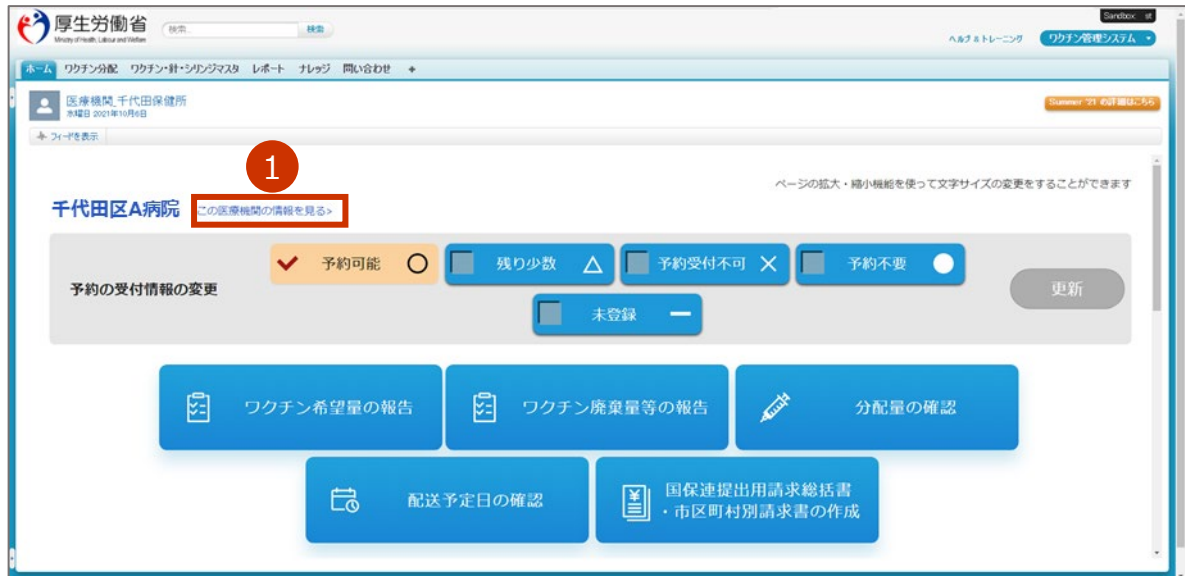 厚生労働省
Ministry of Health, Labour and Welfare
検索...
検索
Sandbox: st
ヘルプ & トレーニング
ワクチン管理システム
ホーム ワクチン分配 ワクチン・針・シリンジマスタ レポート ナレッジ 問い合わせ +
医療機関_千代田保健所
水曜日 2021年10月6日
Summer '21 の詳細はこちら
フィードを表示
1
ページの拡大・縮小機能を使って文字サイズの変更をすることができます
千代田区A病院 この医療機関の情報を見る>
予約の受付情報の変更
予約可能 ○
残り少数 △
予約受付不可 ×
予約不要 ●
未登録 ー
更新
ワクチン希望量の報告
ワクチン廃棄量等の報告
分配量の確認
配送予定日の確認
国保連提出用請求総括書
・市区町村別請求書の作成